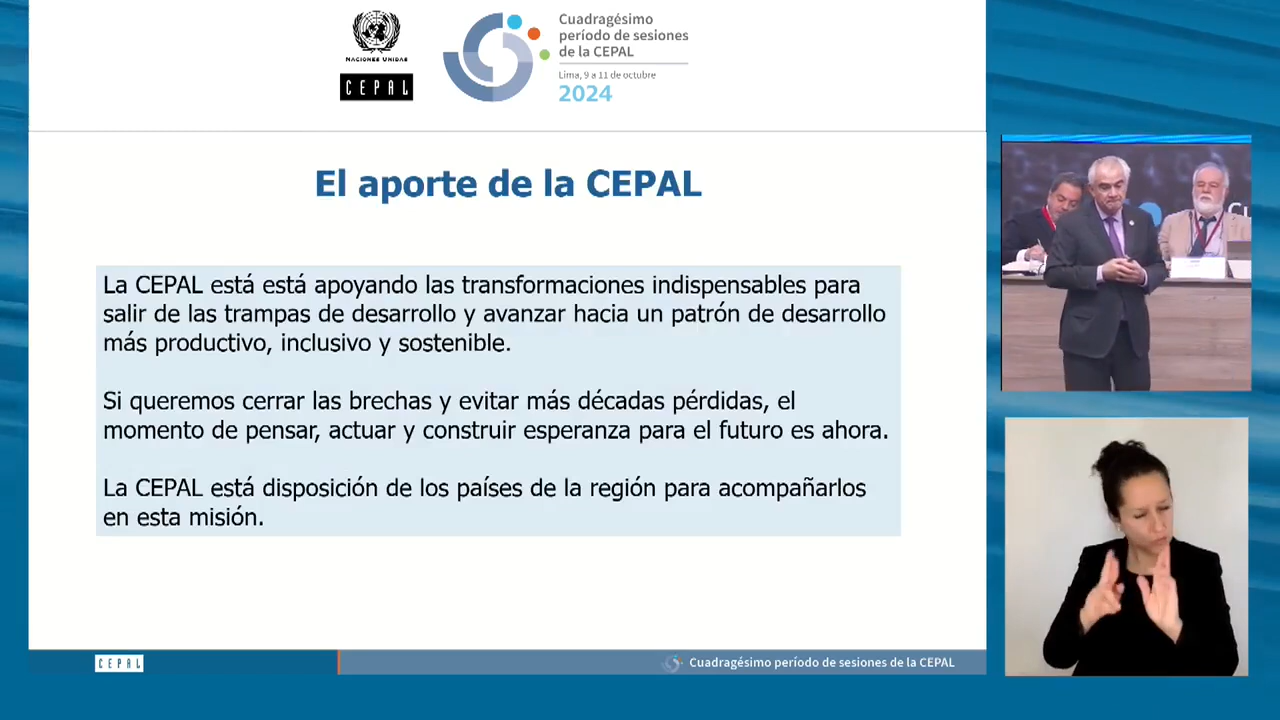 NACIONES UNIDAS
CEPAL
Cuadragésimo
período de sesiones
de la CEPAL
Lima, 9 a 11 de octubre
2024
El aporte de la CEPAL
La CEPAL está está apoyando las transformaciones indispensables para
salir de las trampas de desarrollo y avanzar hacia un patrón de desarrollo
más productivo, inclusivo y sostenible.
Si queremos cerrar las brechas y evitar más décadas pérdidas, el
momento de pensar, actuar y construir esperanza para el futuro es ahora.
La CEPAL está disposición de los países de la región para acompañarlos
en esta misión.
CEPAL
Cuadragésimo período de sesiones de la CEPAL